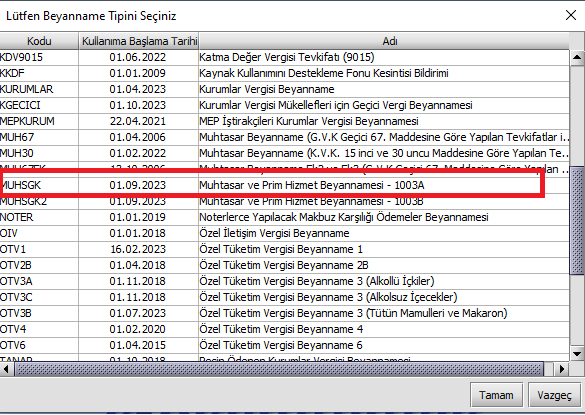 Lütfen Beyanname Tipini Seçiniz
Kodu Kullanıma Başlama Tarihi Adı
KDV9015 01.06.2022 Katma Değer Vergisi Tevkifatı (9015)
KKDF 01.01.2009 Kaynak Kullanımını Destekleme Fonu Kesintisi Bildirimi
KURUMLAR 01.04.2023 Kurumlar Vergisi Beyanname
KGECICI 01.10.2023 Kurumlar Vergisi Mükellefleri için Geçici Vergi Beyannamesi
MEPKURUM 22.04.2021 MEP İştirakçileri Kurumlar Vergisi Beyannamesi
MUH67 01.04.2006 Muhtasar Beyanname (G.V.K Geçici 67. Maddesine Göre Yapılan Tevkifatlar i...
MUH30 01.02.2022 Muhtasar Beyanname (K.V.K. 15 inci ve 30 uncu Maddesine Göre Yapılan Te...
MUHSGK 01.09.2023 Muhtasar ve Prim Hizmet Beyannamesi - 1003A
MUHSGK2 01.09.2023 Muhtasar ve Prim Hizmet Beyannamesi - 1003B
NOTER 01.01.2019 Noterlerce Yapılacak Makbuz Karşılığı Ödemeler Beyannamesi
OIV 01.01.2018 Özel İletişim Vergisi Beyanname
OTV1 16.02.2023 Özel Tüketim Vergisi Beyanname 1
OTV2B 01.04.2018 Özel Tüketim Vergisi Beyanname 2B
OTV3A 01.11.2018 Özel Tüketim Vergisi Beyanname 3 (Alkollü İçkiler)
OTV3C 01.11.2018 Özel Tüketim Vergisi Beyanname 3 (Alkolsuz İçecekler)
OTV3B 01.07.2023 Özel Tüketim Vergisi Beyanname 3 (Tütün Mamulleri ve Makaron)
OTV4 01.02.2020 Özel Tüketim Vergisi Beyanname 4
OTV6 01.04.2015 Özel Tüketim Vergisi Beyanname 6
TANAP 01.10.2018 Peşin Ödenen Kurumlar Vergisi Beyannamesi
Tamam Vazgeç